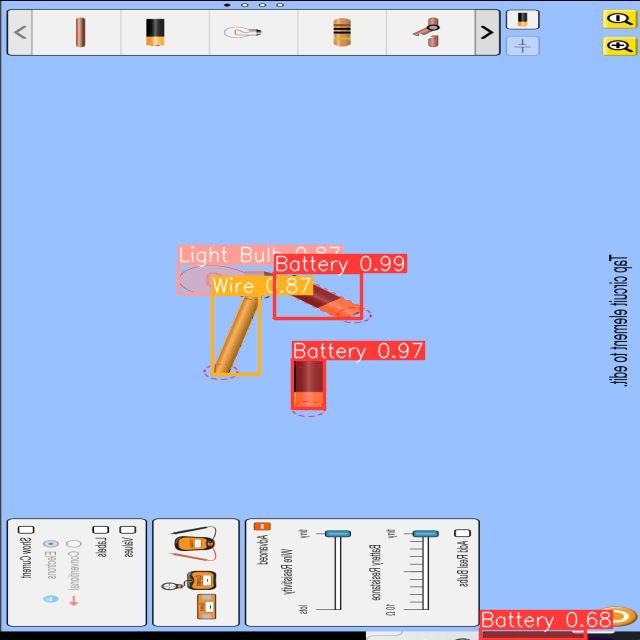 Light Bulb 0.87
Battery 0.99
Wire 0.87
Battery 0.97
Tap circuit element to edit.
Show Current
Electrons
Conventional
Labels
Values
Advanced
Wire Resistivity
tiny
lots
Battery Resistance
tiny
10 Ω
Add Real Bulbs
Battery 0.68